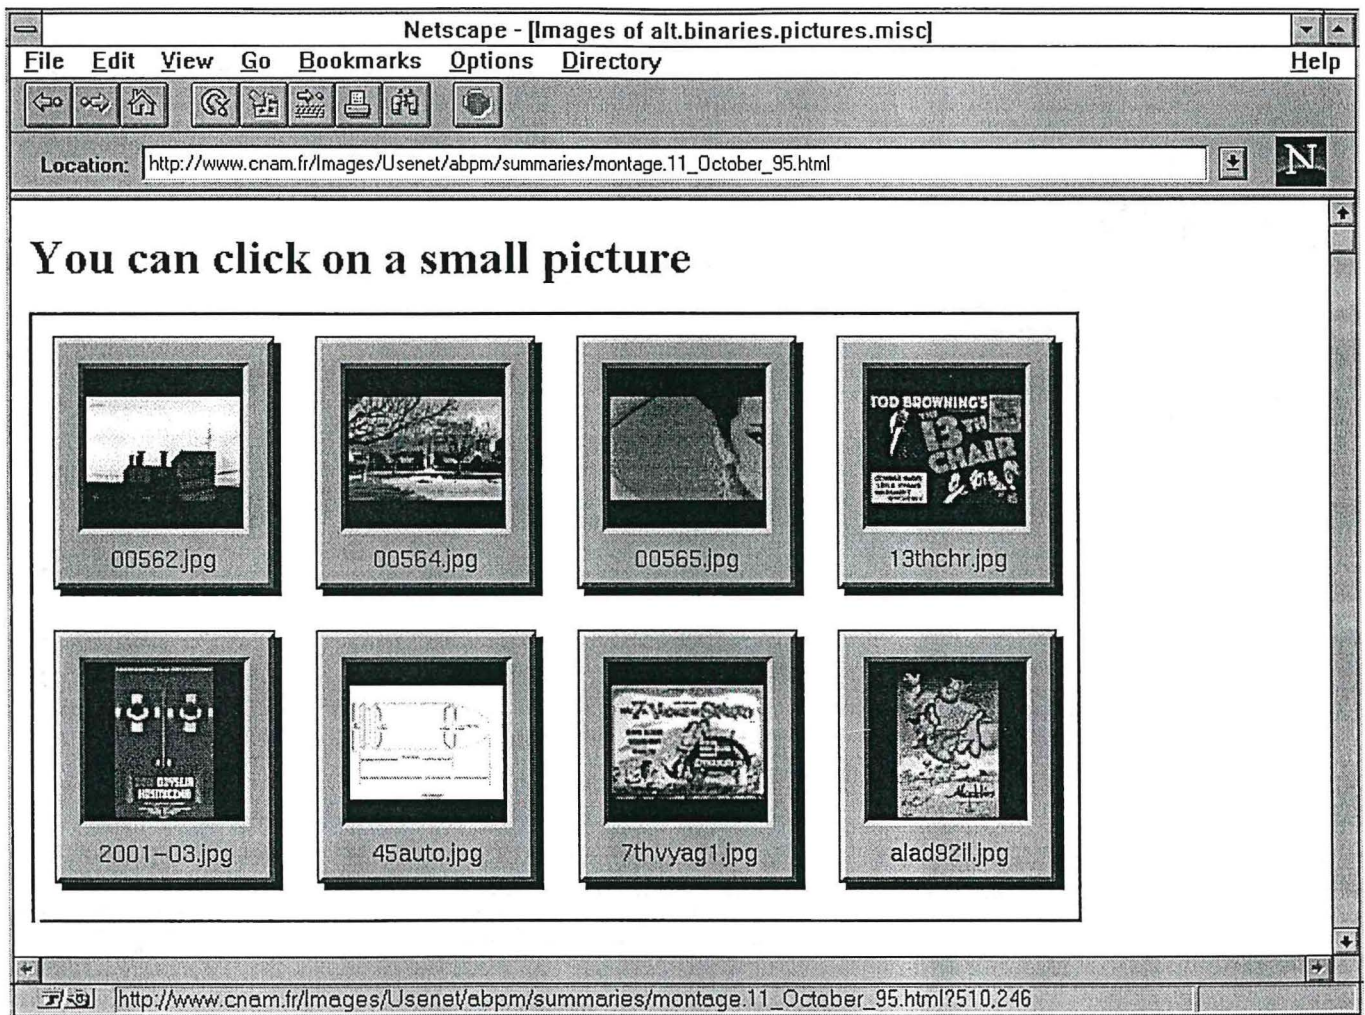 Netscape - [Images of alt.binaries.pictures.misc]
File Edit View Go Bookmarks Options Directory Help
Location: http://www.cnam.fr/Images/Usenet/abpm/summaries/montage.11_October_95.html
N
You can click on a small picture
TOD BROWNING'S
THE
13TH
CHAIR
00562.jpg 00564.jpg 00565.jpg 13thchr.jpg
2001-03.jpg 45auto.jpg 7thvyag1.jpg alad92il.jpg
http://www.cnam.fr/Images/Usenet/abpm/summaries/montage.11_October_95.html?510,246